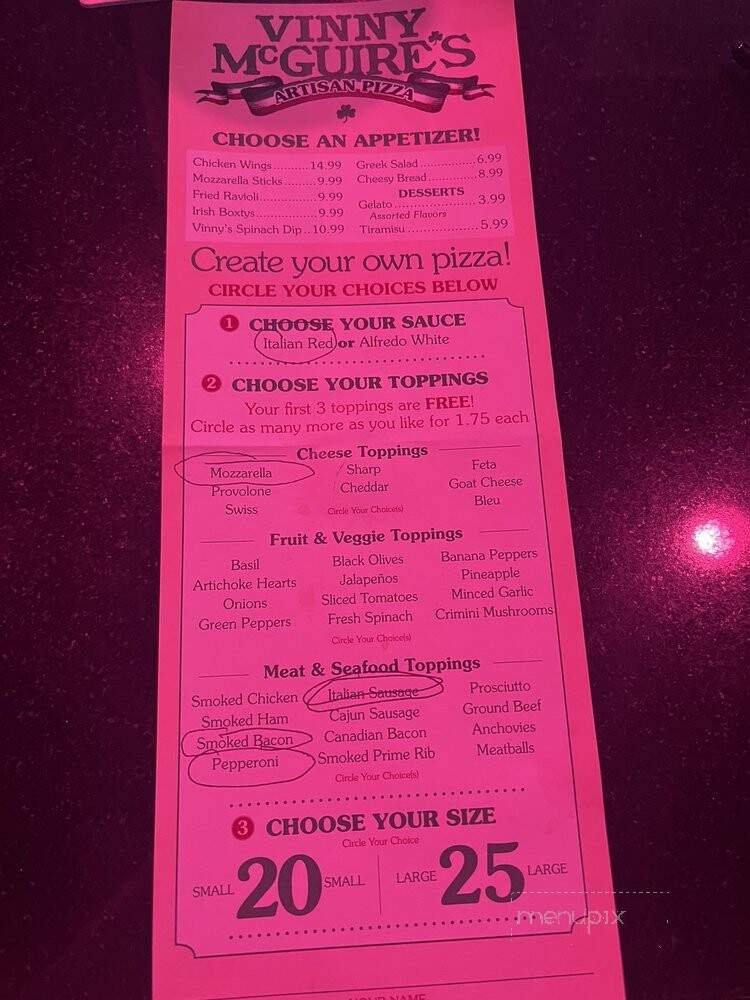 VINNY
McGUIRE'S
ARTISAN PIZZA
CHOOSE AN APPETIZER!
Chicken Wings..........14.99
Mozzarella Sticks........9.99
Fried Ravioli..............9.99
Irish Boxtys...............9.99
Vinny's Spinach Dip..10.99
Greek Salad..............6.99
Cheesy Bread............8.99
DESSERTS
Gelato......................3.99
Assorted Flavors
Tiramisu..................5.99
Create your own pizza!
CIRCLE YOUR CHOICES BELOW
1 CHOOSE YOUR SAUCE
Italian Red or Alfredo White
2 CHOOSE YOUR TOPPINGS
Your first 3 toppings are FREE!
Circle as many more as you like for 1.75 each
Cheese Toppings
Mozzarella
Provolone
Swiss
Sharp
Cheddar
Circle Your Choice(s)
Feta
Goat Cheese
Bleu
Fruit & Veggie Toppings
Basil
Artichoke Hearts
Onions
Green Peppers
Black Olives
Jalapeños
Sliced Tomatoes
Fresh Spinach
Circle Your Choice(s)
Banana Peppers
Pineapple
Minced Garlic
Crimini Mushrooms
Meat & Seafood Toppings
Smoked Chicken
Smoked Ham
Smoked Bacon
Pepperoni
Italian Sausage
Cajun Sausage
Canadian Bacon
Smoked Prime Rib
Circle Your Choice(s)
Prosciutto
Ground Beef
Anchovies
Meatballs
3 CHOOSE YOUR SIZE
Circle Your Choice
SMALL 20 SMALL
LARGE 25 LARGE
menupix
YOUR NAME